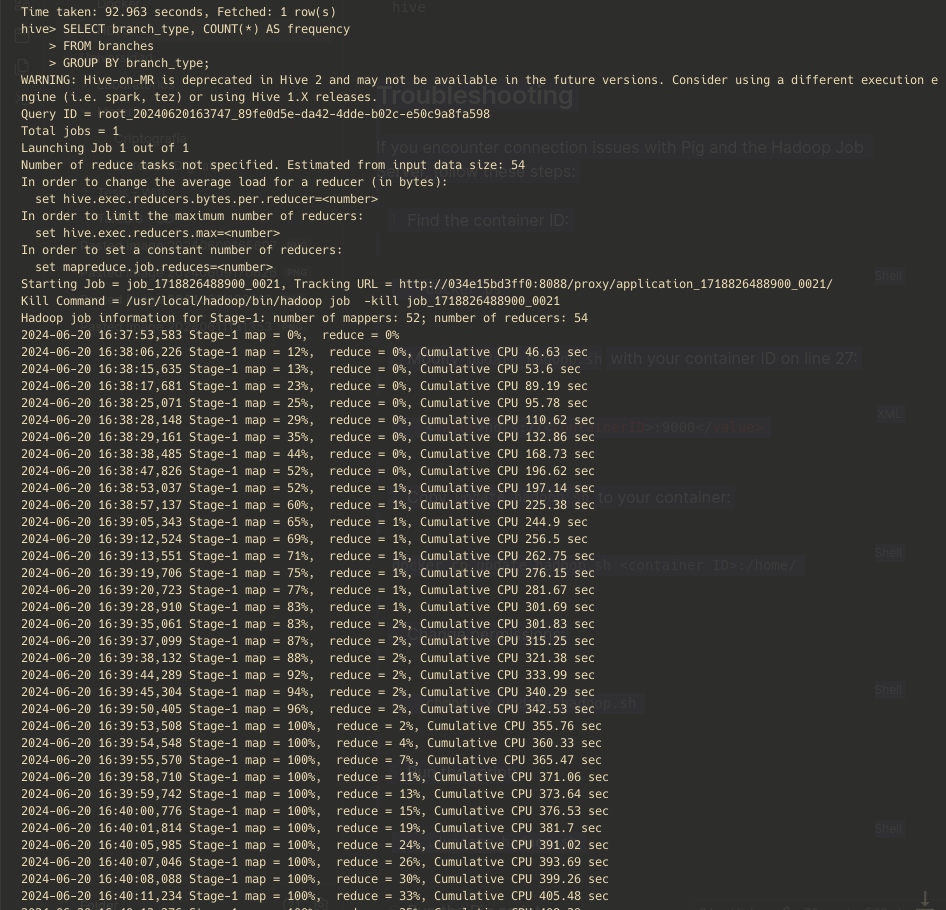 Time taken: 92.963 seconds, Fetched: 1 row(s)
hive
hive> SELECT branch_type, COUNT(*) AS frequency
    > FROM branches
    > GROUP BY branch_type;
WARNING: Hive-on-MR is deprecated in Hive 2 and may not be available in the future versions. Consider using a different execution e
ngine (i.e. spark, tez) or using Hive 1.X releases.
Troubleshooting
Query ID = root_20240620163747_89fe0d5e-da42-4dde-b02c-e50c9a8fa598
Total jobs = 1
Launching Job 1 out of 1
If you encounter connection issues with Pig and the Hadoop Job
Number of reduce tasks not specified. Estimated from input data size: 54
follow these steps:
In order to change the average load for a reducer (in bytes):
  set hive.exec.reducers.bytes.per.reducer=<number>
In order to limit the maximum number of reducers:
Find the container ID:
  set hive.exec.reducers.max=<number>
In order to set a constant number of reducers:
  set mapreduce.job.reduces=<number>
Shell
Starting Job = job_1718826488900_0021, Tracking URL = http://034e15bd3ff0:8088/proxy/application_1718826488900_0021/
Kill Command = /usr/local/hadoop/bin/hadoop job  -kill job_1718826488900_0021
Hadoop job information for Stage-1: number of mappers: 52; number of reducers: 54
2024-06-20 16:37:53,583 Stage-1 map = 0%,  reduce = 0%
2024-06-20 16:38:06,226 Stage-1 map = 12%,  reduce = 0%, Cumulative CPU 46.63 sec
with your container ID on line 27:
2024-06-20 16:38:15,635 Stage-1 map = 13%,  reduce = 0%, Cumulative CPU 53.6 sec
2024-06-20 16:38:17,681 Stage-1 map = 23%,  reduce = 0%, Cumulative CPU 89.19 sec
2024-06-20 16:38:25,071 Stage-1 map = 25%,  reduce = 0%, Cumulative CPU 95.78 sec
XML
2024-06-20 16:38:28,148 Stage-1 map = 29%,  reduce = 0%, Cumulative CPU 110.62 sec
2024-06-20 16:38:29,161 Stage-1 map = 35%,  reduce = 0%, Cumulative CPU 132.86 sec
2024-06-20 16:38:38,485 Stage-1 map = 44%,  reduce = 0%, Cumulative CPU 168.73 sec
2024-06-20 16:38:47,826 Stage-1 map = 52%,  reduce = 0%, Cumulative CPU 196.62 sec
2024-06-20 16:38:53,037 Stage-1 map = 52%,  reduce = 1%, Cumulative CPU 197.14 sec
to your container:
2024-06-20 16:38:57,137 Stage-1 map = 60%,  reduce = 1%, Cumulative CPU 225.38 sec
2024-06-20 16:39:05,343 Stage-1 map = 65%,  reduce = 1%, Cumulative CPU 244.9 sec
2024-06-20 16:39:12,524 Stage-1 map = 69%,  reduce = 1%, Cumulative CPU 256.5 sec
Shell
2024-06-20 16:39:13,551 Stage-1 map = 71%,  reduce = 1%, Cumulative CPU 262.75 sec
<container ID>:/home/
2024-06-20 16:39:19,706 Stage-1 map = 75%,  reduce = 1%, Cumulative CPU 276.15 sec
2024-06-20 16:39:20,723 Stage-1 map = 77%,  reduce = 1%, Cumulative CPU 281.67 sec
2024-06-20 16:39:28,910 Stage-1 map = 83%,  reduce = 1%, Cumulative CPU 301.69 sec
2024-06-20 16:39:35,061 Stage-1 map = 83%,  reduce = 2%, Cumulative CPU 301.83 sec
2024-06-20 16:39:37,099 Stage-1 map = 87%,  reduce = 2%, Cumulative CPU 315.25 sec
2024-06-20 16:39:38,132 Stage-1 map = 88%,  reduce = 2%, Cumulative CPU 321.38 sec
2024-06-20 16:39:44,289 Stage-1 map = 92%,  reduce = 2%, Cumulative CPU 333.99 sec
Shell
2024-06-20 16:39:45,304 Stage-1 map = 94%,  reduce = 2%, Cumulative CPU 340.29 sec
2024-06-20 16:39:50,405 Stage-1 map = 96%,  reduce = 2%, Cumulative CPU 342.53 sec
2024-06-20 16:39:53,508 Stage-1 map = 100%,  reduce = 2%, Cumulative CPU 355.76 sec
2024-06-20 16:39:54,548 Stage-1 map = 100%,  reduce = 4%, Cumulative CPU 360.33 sec
2024-06-20 16:39:55,570 Stage-1 map = 100%,  reduce = 7%, Cumulative CPU 365.47 sec
2024-06-20 16:39:58,710 Stage-1 map = 100%,  reduce = 11%, Cumulative CPU 371.06 sec
2024-06-20 16:39:59,742 Stage-1 map = 100%,  reduce = 13%, Cumulative CPU 373.64 sec
2024-06-20 16:40:00,776 Stage-1 map = 100%,  reduce = 15%, Cumulative CPU 376.53 sec
2024-06-20 16:40:01,814 Stage-1 map = 100%,  reduce = 19%, Cumulative CPU 381.7 sec
Shell
2024-06-20 16:40:05,985 Stage-1 map = 100%,  reduce = 24%, Cumulative CPU 391.02 sec
2024-06-20 16:40:07,046 Stage-1 map = 100%,  reduce = 26%, Cumulative CPU 393.69 sec
2024-06-20 16:40:08,088 Stage-1 map = 100%,  reduce = 30%, Cumulative CPU 399.26 sec
2024-06-20 16:40:11,234 Stage-1 map = 100%,  reduce = 33%, Cumulative CPU 405.48 sec